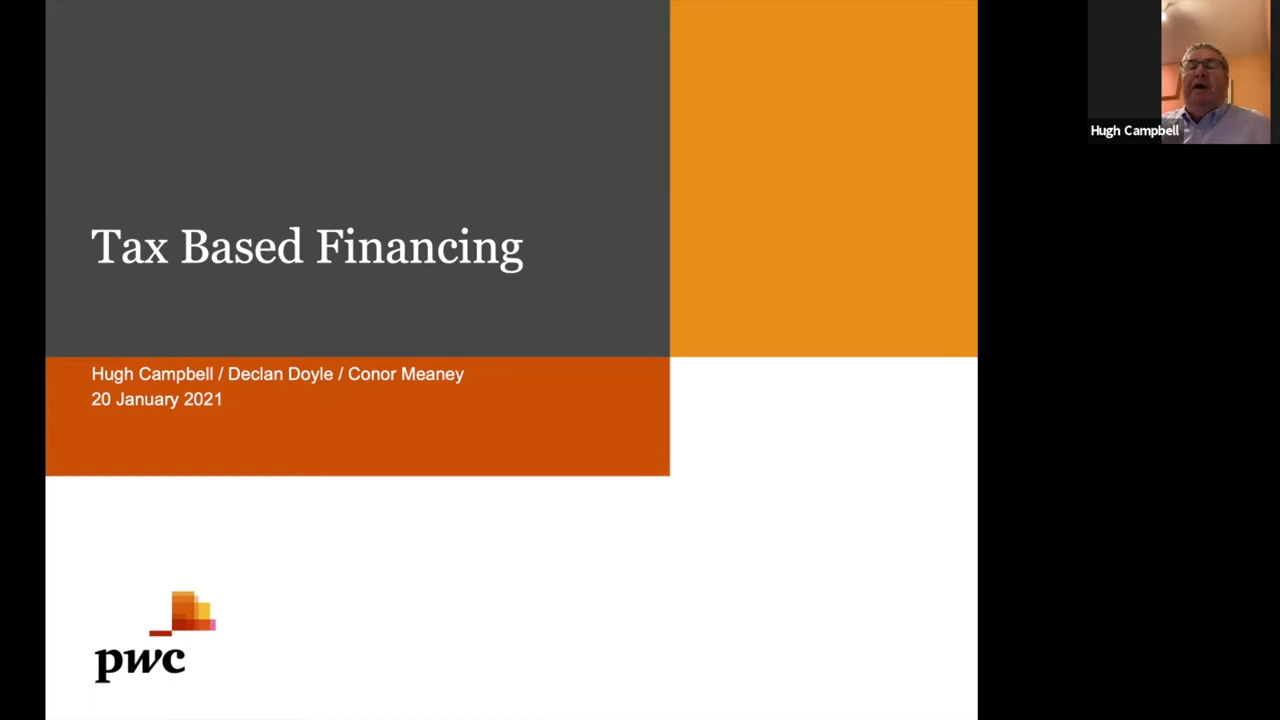 Tax Based Financing
Hugh Campbell / Declan Doyle / Conor Meaney
20 January 2021
pwc
Hugh Campbell